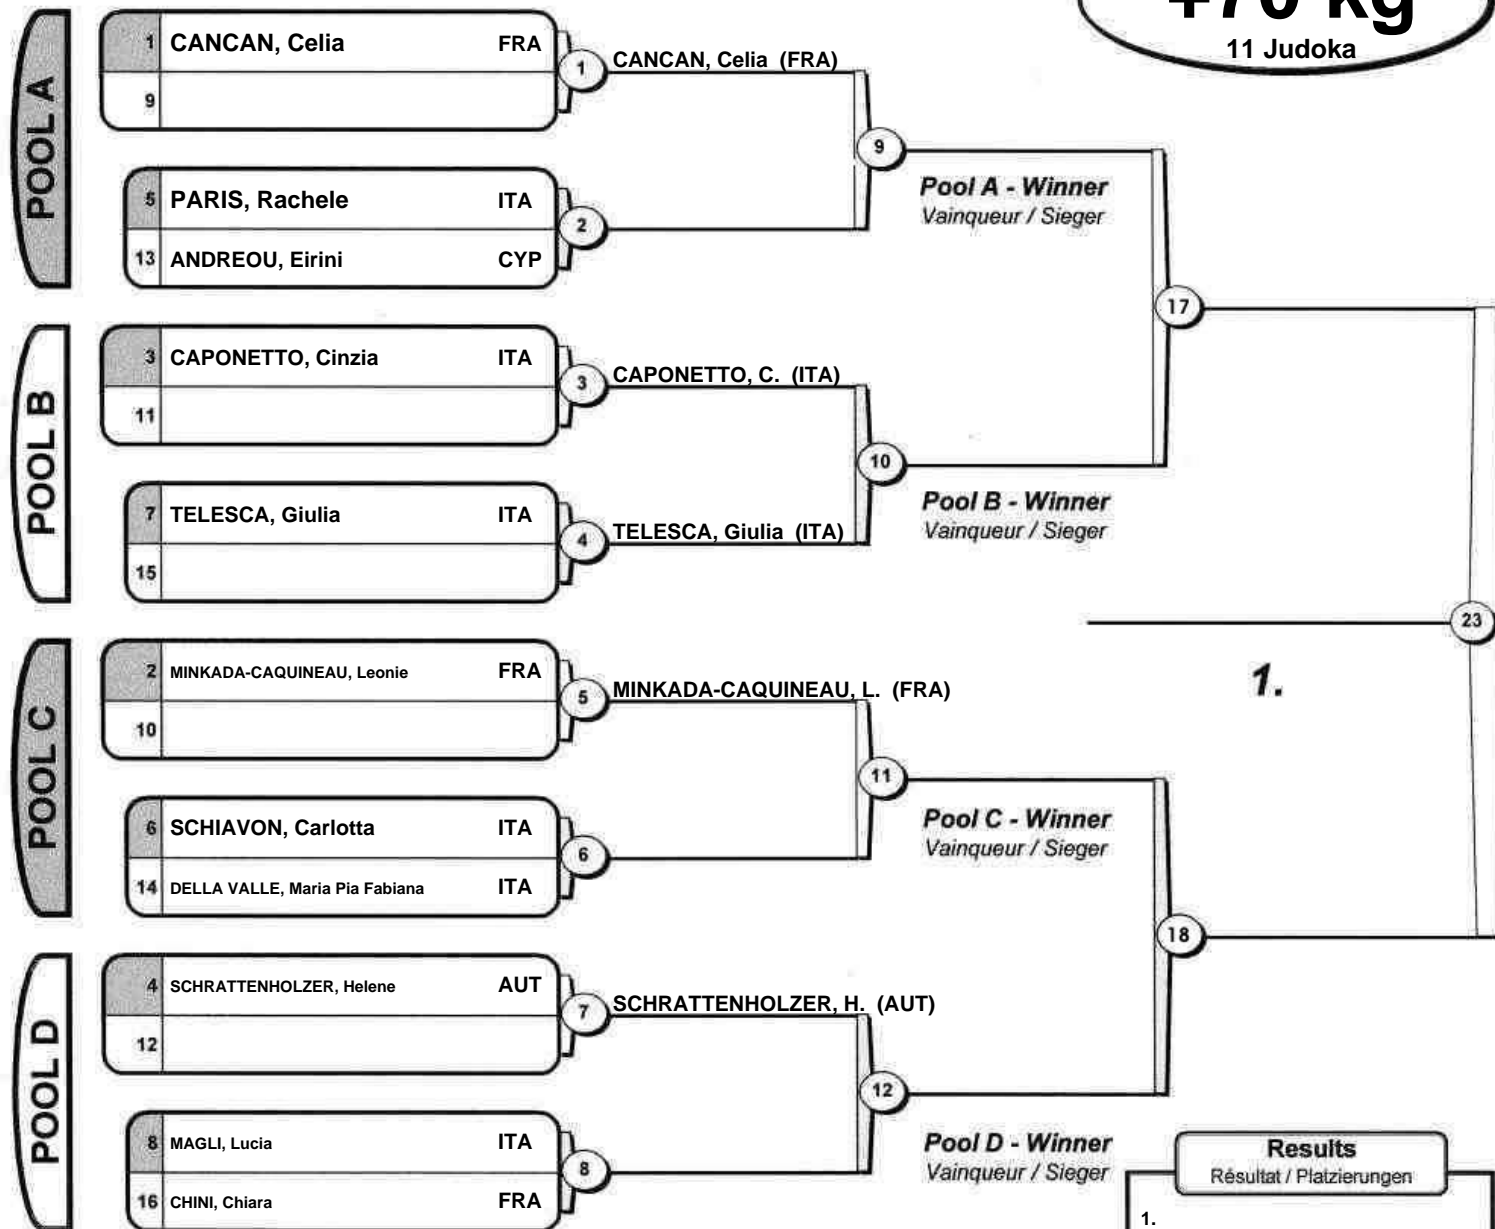 +70 kg
11 Judoka
POOL A
1 CANCAN, Celia FRA
9
1 CANCAN, Celia (FRA)
5 PARIS, Rachele ITA
13 ANDREOU, Eirini CYP
2
9
Pool A - Winner
Vainqueur / Sieger
POOL B
3 CAPONETTO, Cinzia ITA
11
3 CAPONETTO, C. (ITA)
7 TELESCA, Giulia ITA
15
4 TELESCA, Giulia (ITA)
10
Pool B - Winner
Vainqueur / Sieger
17
POOL C
2 MINKADA-CAQUINEAU, Leonie FRA
10
5 MINKADA-CAQUINEAU, L. (FRA)
6 SCHIAVON, Carlotta ITA
14 DELLA VALLE, Maria Pia Fabiana ITA
6
11
Pool C - Winner
Vainqueur / Sieger
POOL D
4 SCHRATTENHOLZER, Helene AUT
12
7 SCHRATTENHOLZER, H. (AUT)
8 MAGLI, Lucia ITA
16 CHINI, Chiara FRA
8
12
Pool D - Winner
Vainqueur / Sieger
18
23
1.
Results
Résultat / Platzierungen
1.